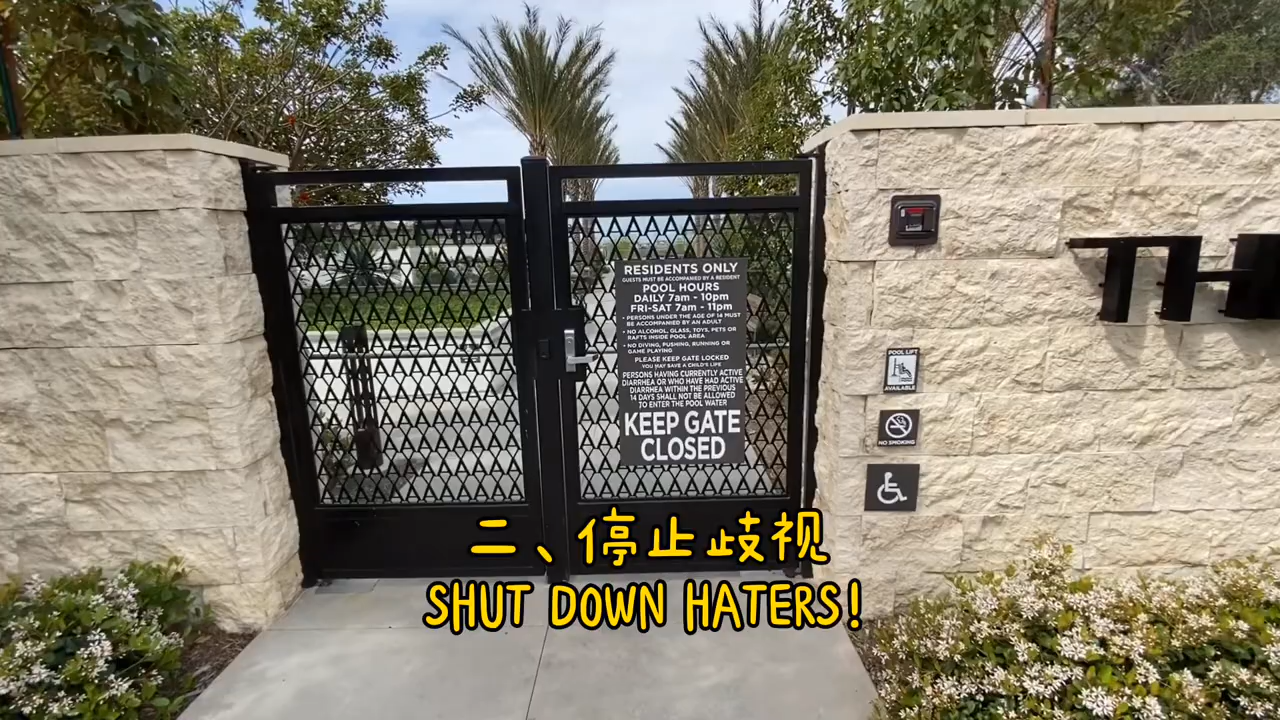 RESIDENTS ONLY
GUESTS MUST BE ACCOMPANIED BY A RESIDENT
POOL HOURS
DAILY 7am - 10pm
FRI-SAT 7am - 11pm
• PERSONS UNDER THE AGE OF 14 MUST
BE ACCOMPANIED BY AN ADULT
• NO ALCOHOL, GLASS, TOYS, PETS OR
RAFTS INSIDE POOL AREA
• NO DIVING, PUSHING, RUNNING OR
GAME PLAYING
PLEASE KEEP GATE LOCKED
YOU MAY SAVE A CHILD'S LIFE
PERSONS HAVING CURRENTLY ACTIVE
DIARRHEA OR WHO HAVE HAD ACTIVE
DIARRHEA WITHIN THE PREVIOUS
14 DAYS SHALL NOT BE ALLOWED
TO ENTER THE POOL WATER
KEEP GATE
CLOSED
TH
POOL LIFT
AVAILABLE
NO SMOKING
二、停止歧视
SHUT DOWN HATERS!